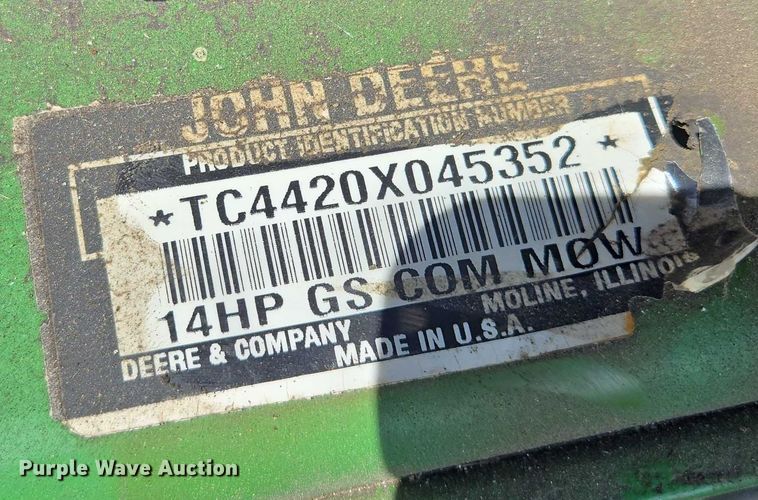 JOHN DEERE
PRODUCT IDENTIFICATION NUMBER
* TC4420X045352 *
14HP GS COM MOW
DEERE & COMPANY MOLINE, ILLINOIS
MADE IN U.S.A.
Purple Wave Auction